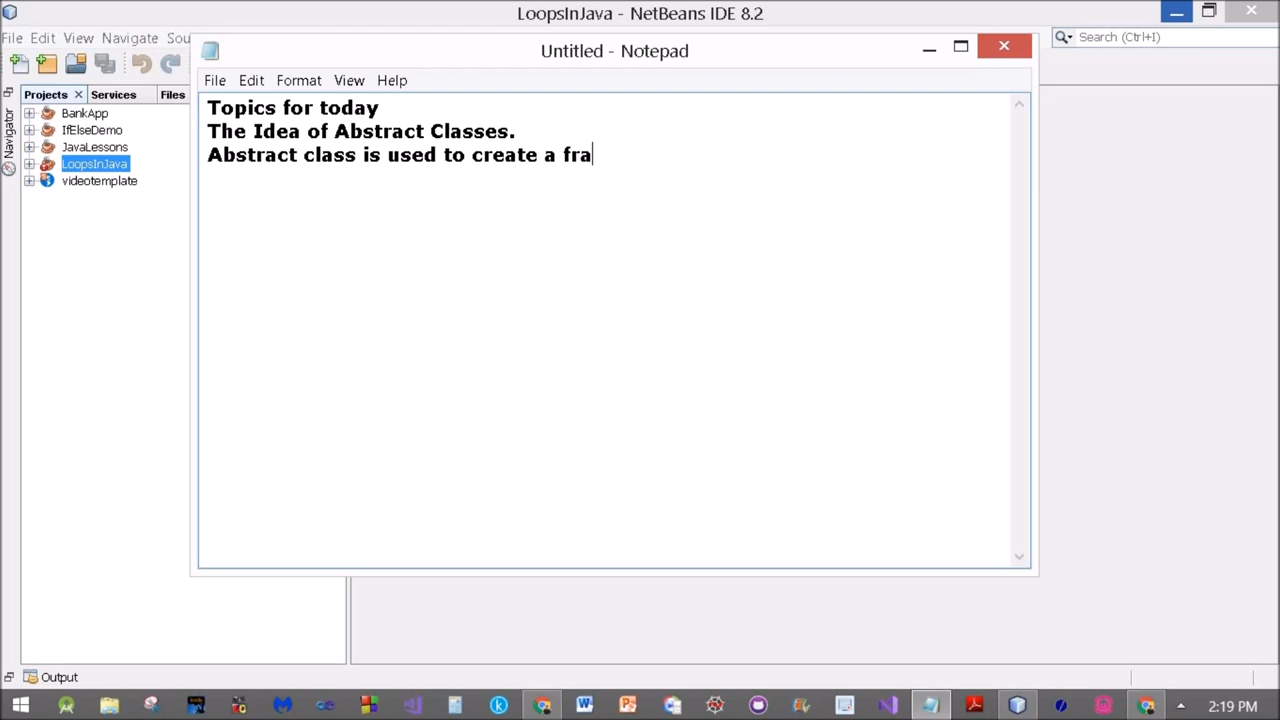 LoopsInJava - NetBeans IDE 8.2
File Edit View Navigate Sou
Search (Ctrl+I)
Untitled - Notepad
File Edit Format View Help
Projects Services Files
Navigator
BankApp
IfElseDemo
JavaLessons
LoopsInJava
videotemplate
Topics for today
The Idea of Abstract Classes.
Abstract class is used to create a fra
Output
2:19 PM